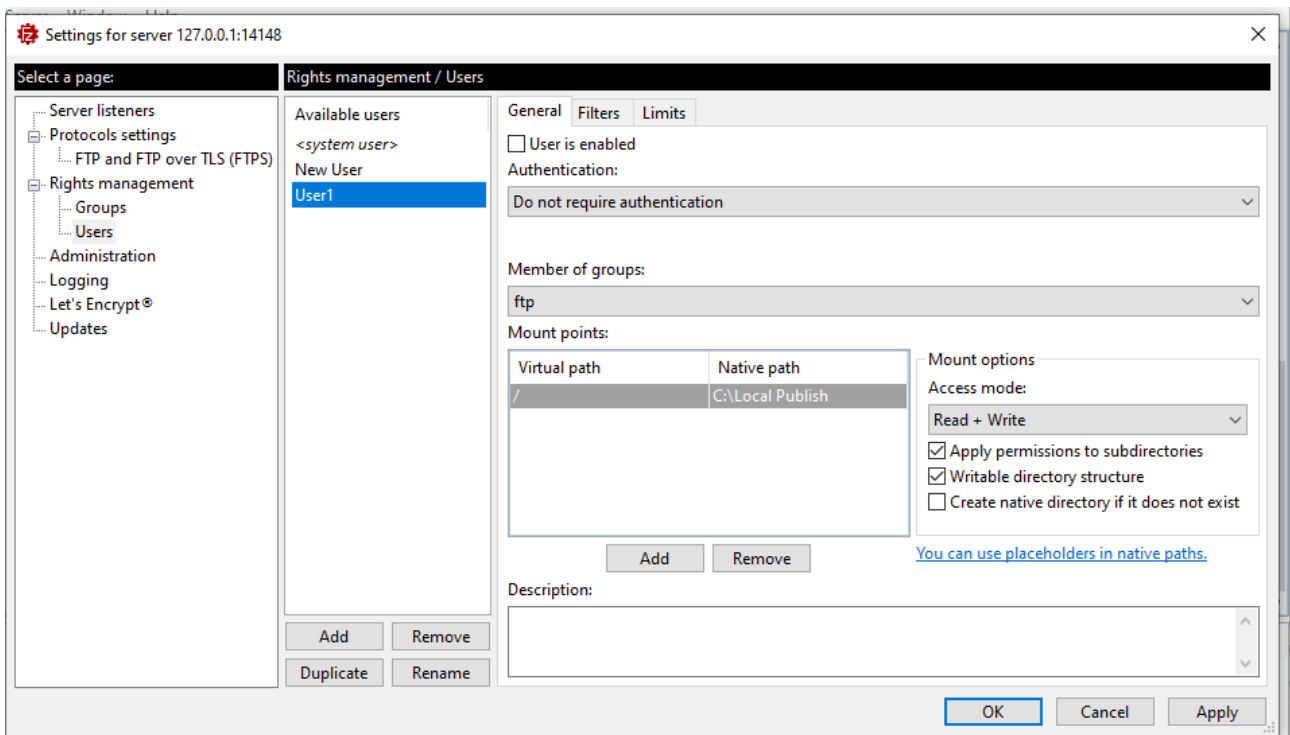 Settings for server 127.0.0.1:14148
Select a page:
Server listeners
Protocols settings
FTP and FTP over TLS (FTPS)
Rights management
Groups
Users
Administration
Logging
Let's Encrypt®
Updates
Rights management / Users
Available users
<system user>
New User
User1
Add Remove
Duplicate Rename
General Filters Limits
User is enabled
Authentication:
Do not require authentication
Member of groups:
ftp
Mount points:
Virtual path Native path
/ C:\Local Publish
Add Remove
Mount options
Access mode:
Read + Write
Apply permissions to subdirectories
Writable directory structure
Create native directory if it does not exist
You can use placeholders in native paths.
Description:
OK Cancel Apply